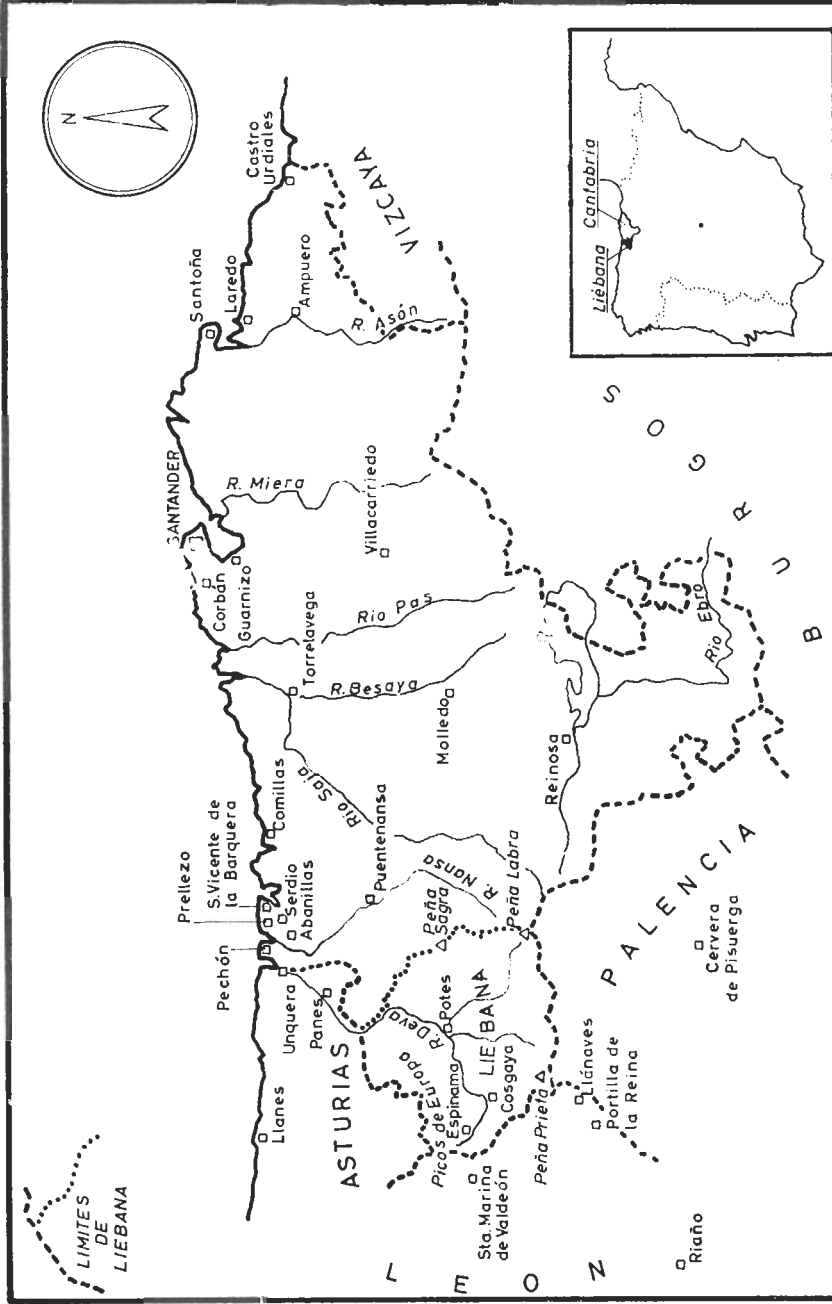 LIMITES
DE
LIEBANA
Llanes
Pechón
Prellezo
S.Vicente de
la Barquera
Comillas
Serdio
Abanillas
Unquera
Panes
ASTURIAS
Puentenansa
Rio Saja
R. Nansa
Corbán
SANTANDER
Guarnizo
Torrelavega
R.Besaya
Rio Pas
R. Miera
Villacarriedo
Molledo
Santoña
Laredo
Ampuero
R. Asón
Castro
Urdiales
VIZCAYA
N
Picos de Europa
R. Deva
Espinama
Potes
Peña
Sagra
LIEBANA
Cosgaya
Peña Labra
Peña Prieta
Sta. Marina
de Valdeón
Llánaves
Portilla de
la Reina
Riaño
LEON
PALENCIA
Cervera
de Pisuerga
Reinosa
Rio Ebro
BURGOS
Liébana
Cantabria